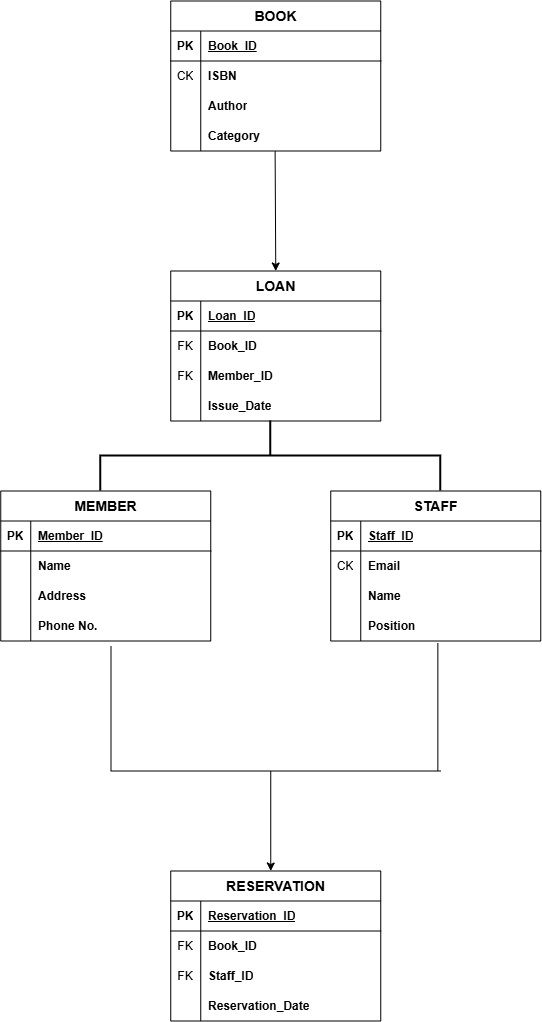 BOOK
PK Book_ID
CK ISBN
Author
Category
LOAN
PK Loan_ID
FK Book_ID
FK Member_ID
Issue_Date
MEMBER
PK Member_ID
Name
Address
Phone No.
STAFF
PK Staff_ID
CK Email
Name
Position
RESERVATION
PK Reservation_ID
FK Book_ID
FK Staff_ID
Reservation_Date